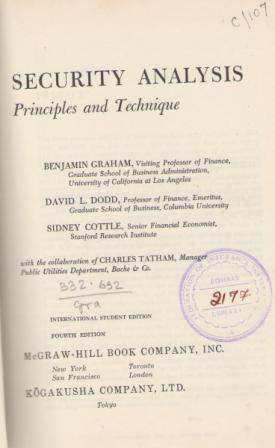 C/107
SECURITY ANALYSIS
Principles and Technique
BENJAMIN GRAHAM, Visiting Professor of Finance,
Graduate School of Business Administration,
University of California at Los Angeles
DAVID L. DODD, Professor of Finance, Emeritus,
Graduate School of Business, Columbia University
SIDNEY COTTLE, Senior Financial Economist,
Stanford Research Institute
with the collaboration of CHARLES TATHAM, Manager
Public Utilities Department, Bache & Co.
332.632
gra
BOMBAY
2177
LIBRARY
INTERNATIONAL STUDENT EDITION
FOURTH EDITION
McGRAW-HILL BOOK COMPANY, INC.
New York Toronto
San Francisco London
KŌGAKUSHA COMPANY, LTD.
Tokyo